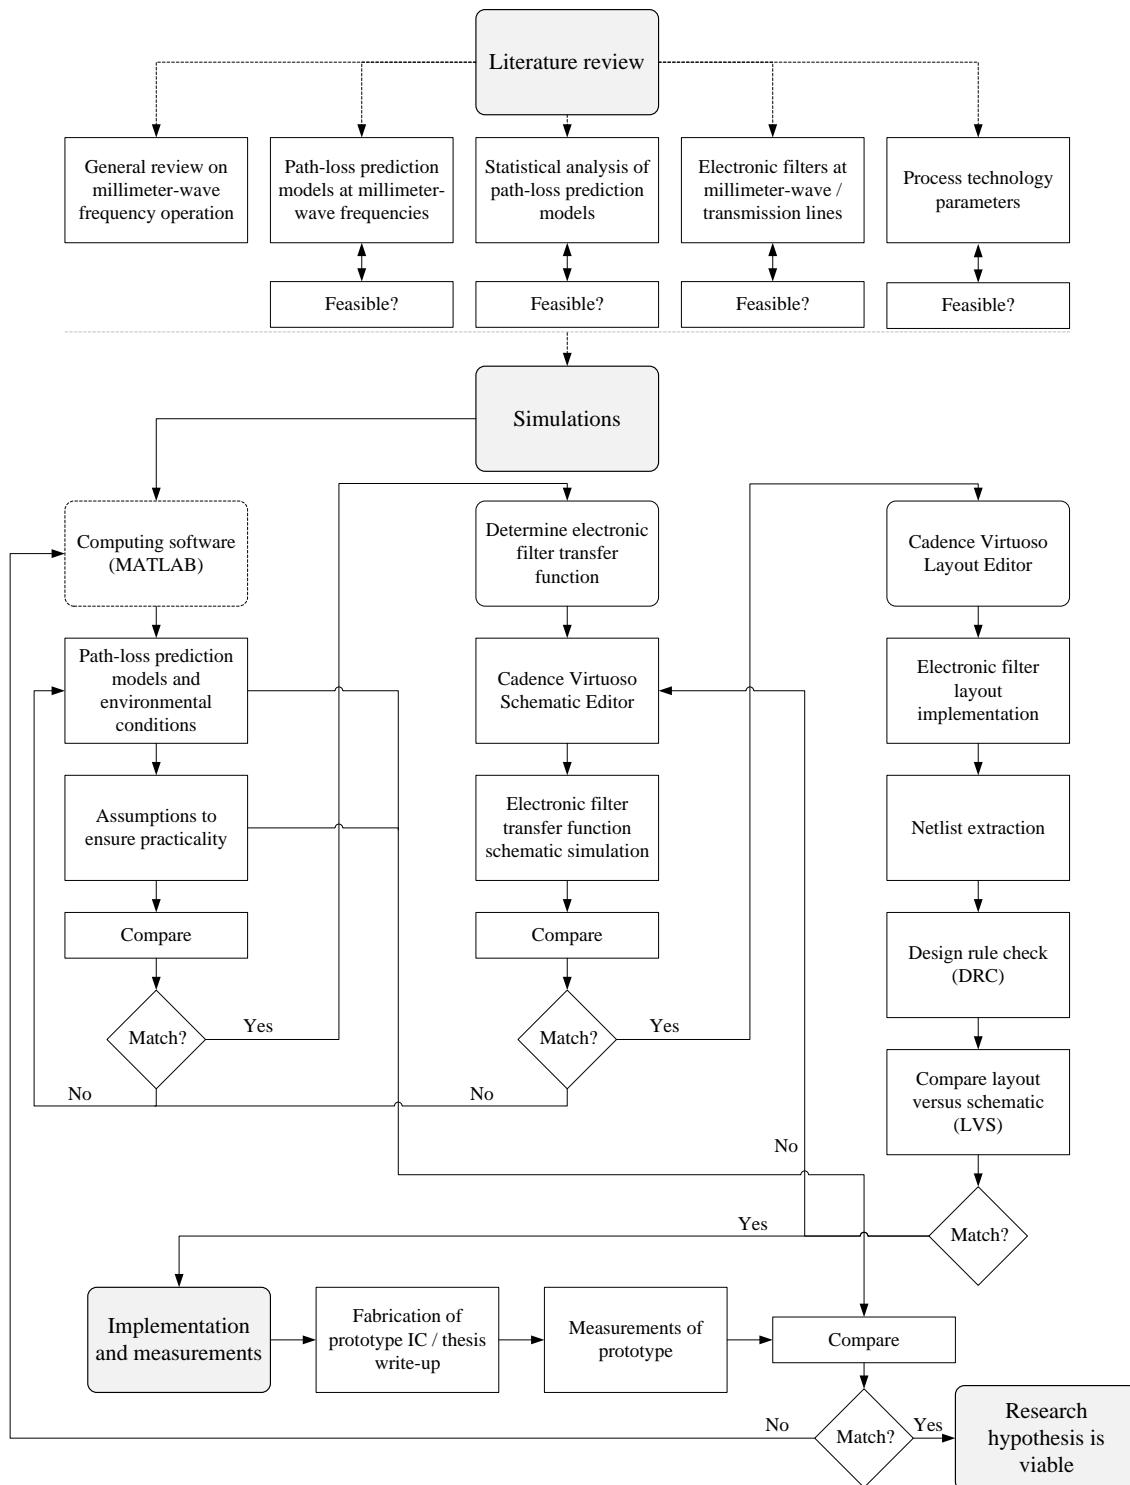 Literature review
General review on
millimeter-wave
frequency operation
Path-loss prediction
models at millimeter-
wave frequencies
Statistical analysis of
path-loss prediction
models
Electronic filters at
millimeter-wave /
transmission lines
Process technology
parameters
Feasible?
Feasible?
Feasible?
Feasible?
Simulations
Computing software
(MATLAB)
Determine electronic
filter transfer
function
Cadence Virtuoso
Layout Editor
Path-loss prediction
models and
environmental
conditions
Cadence Virtuoso
Schematic Editor
Electronic filter
layout
implementation
Assumptions to
ensure practicality
Electronic filter
transfer function
schematic simulation
Netlist extraction
Compare
Compare
Design rule check
(DRC)
Match?
Yes
Match?
Yes
No
No
Compare layout
versus schematic
(LVS)
No
Yes
Match?
Implementation
and measurements
Fabrication of
prototype IC / thesis
write-up
Measurements of
prototype
Compare
No
Match?
Yes
Research
hypothesis is
viable